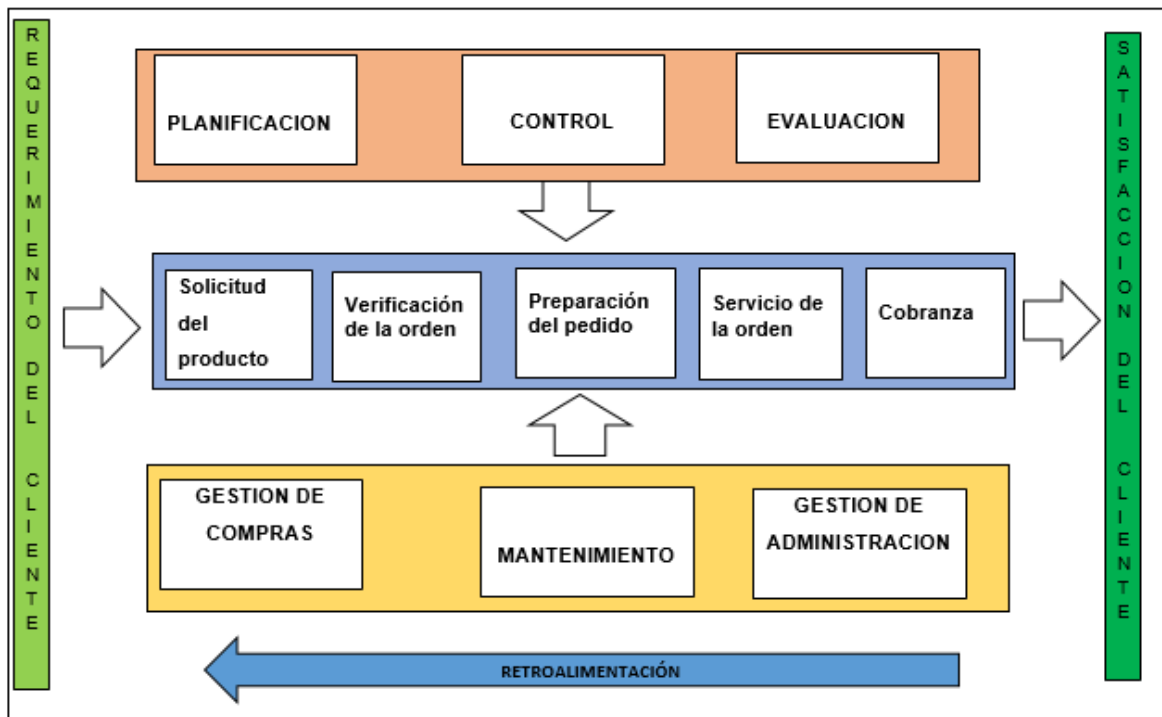 REQUERIMIENTO DEL CLIENTE
PLANIFICACION
CONTROL
EVALUACION
Solicitud
del
producto
Verificación
de la orden
Preparación
del pedido
Servicio de
la orden
Cobranza
GESTION DE
COMPRAS
MANTENIMIENTO
GESTION DE
ADMINISTRACION
RETROALIMENTACIÓN
SATISFACCION DEL CLIENTE